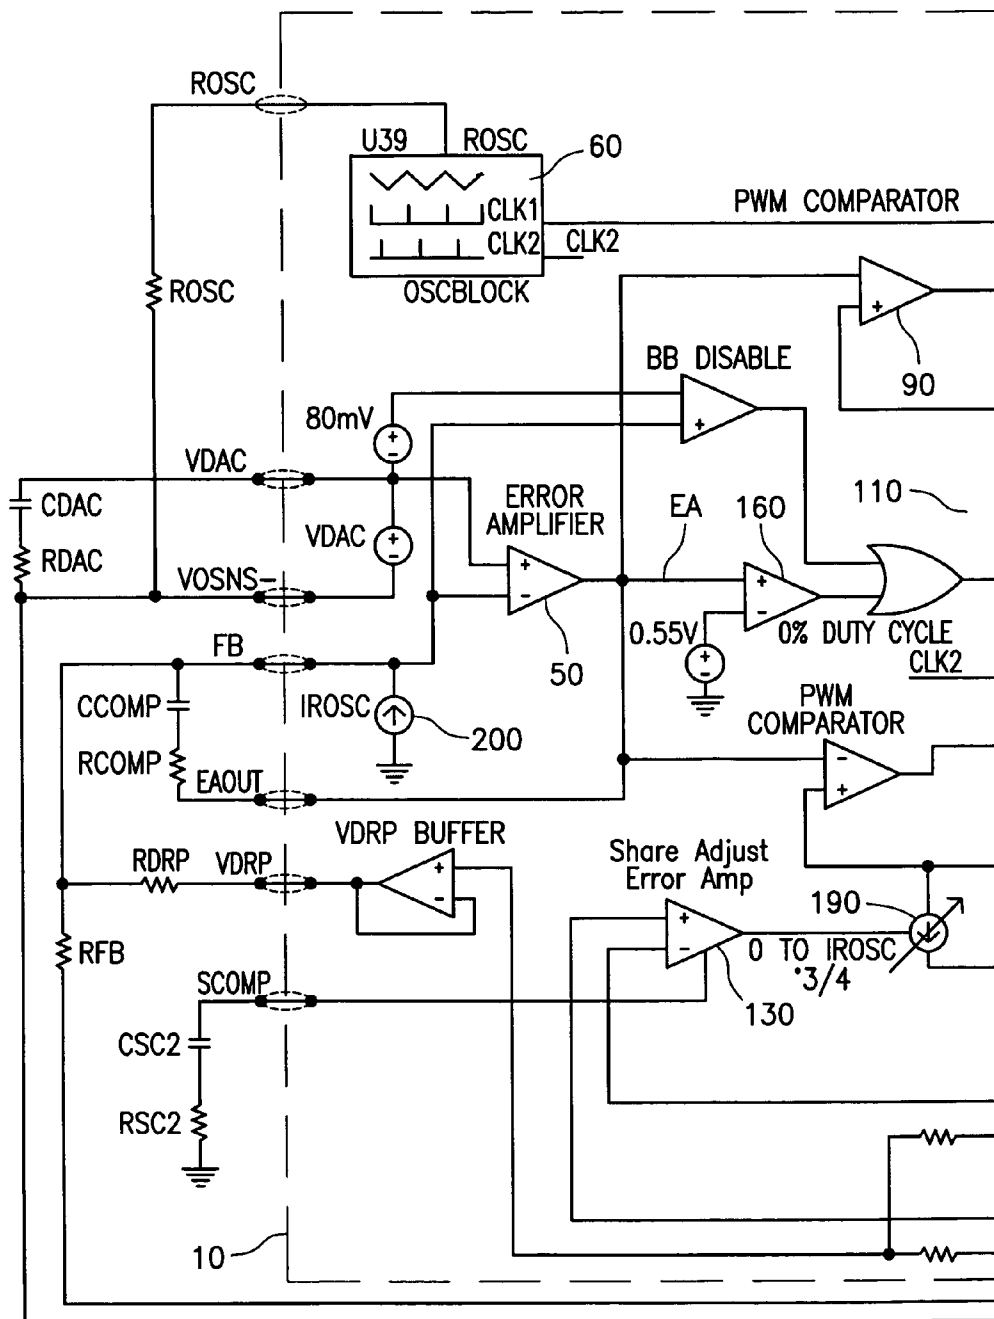 ROSC
U39 ROSC
60
CLK1
CLK2
CLK2
OSCBLOCK
PWM COMPARATOR
ROSC
+
90
BB DISABLE
+
80mV
+
-
VDAC
CDAC
RDAC
VDAC
+
-
ERROR
AMPLIFIER
+
-
50
EA
160
110
+
-
VOSNS-
0.55V
+
-
0% DUTY CYCLE
CLK2
FB
CCOMP
RCOMP
IROSC
200
EAOUT
PWM
COMPARATOR
-
+
VDRP BUFFER
+
-
RDRP
VDRP
Share Adjust
Error Amp
+
-
190
0 TO IROSC
*3/4
130
RFB
SCOMP
CSC2
RSC2
10